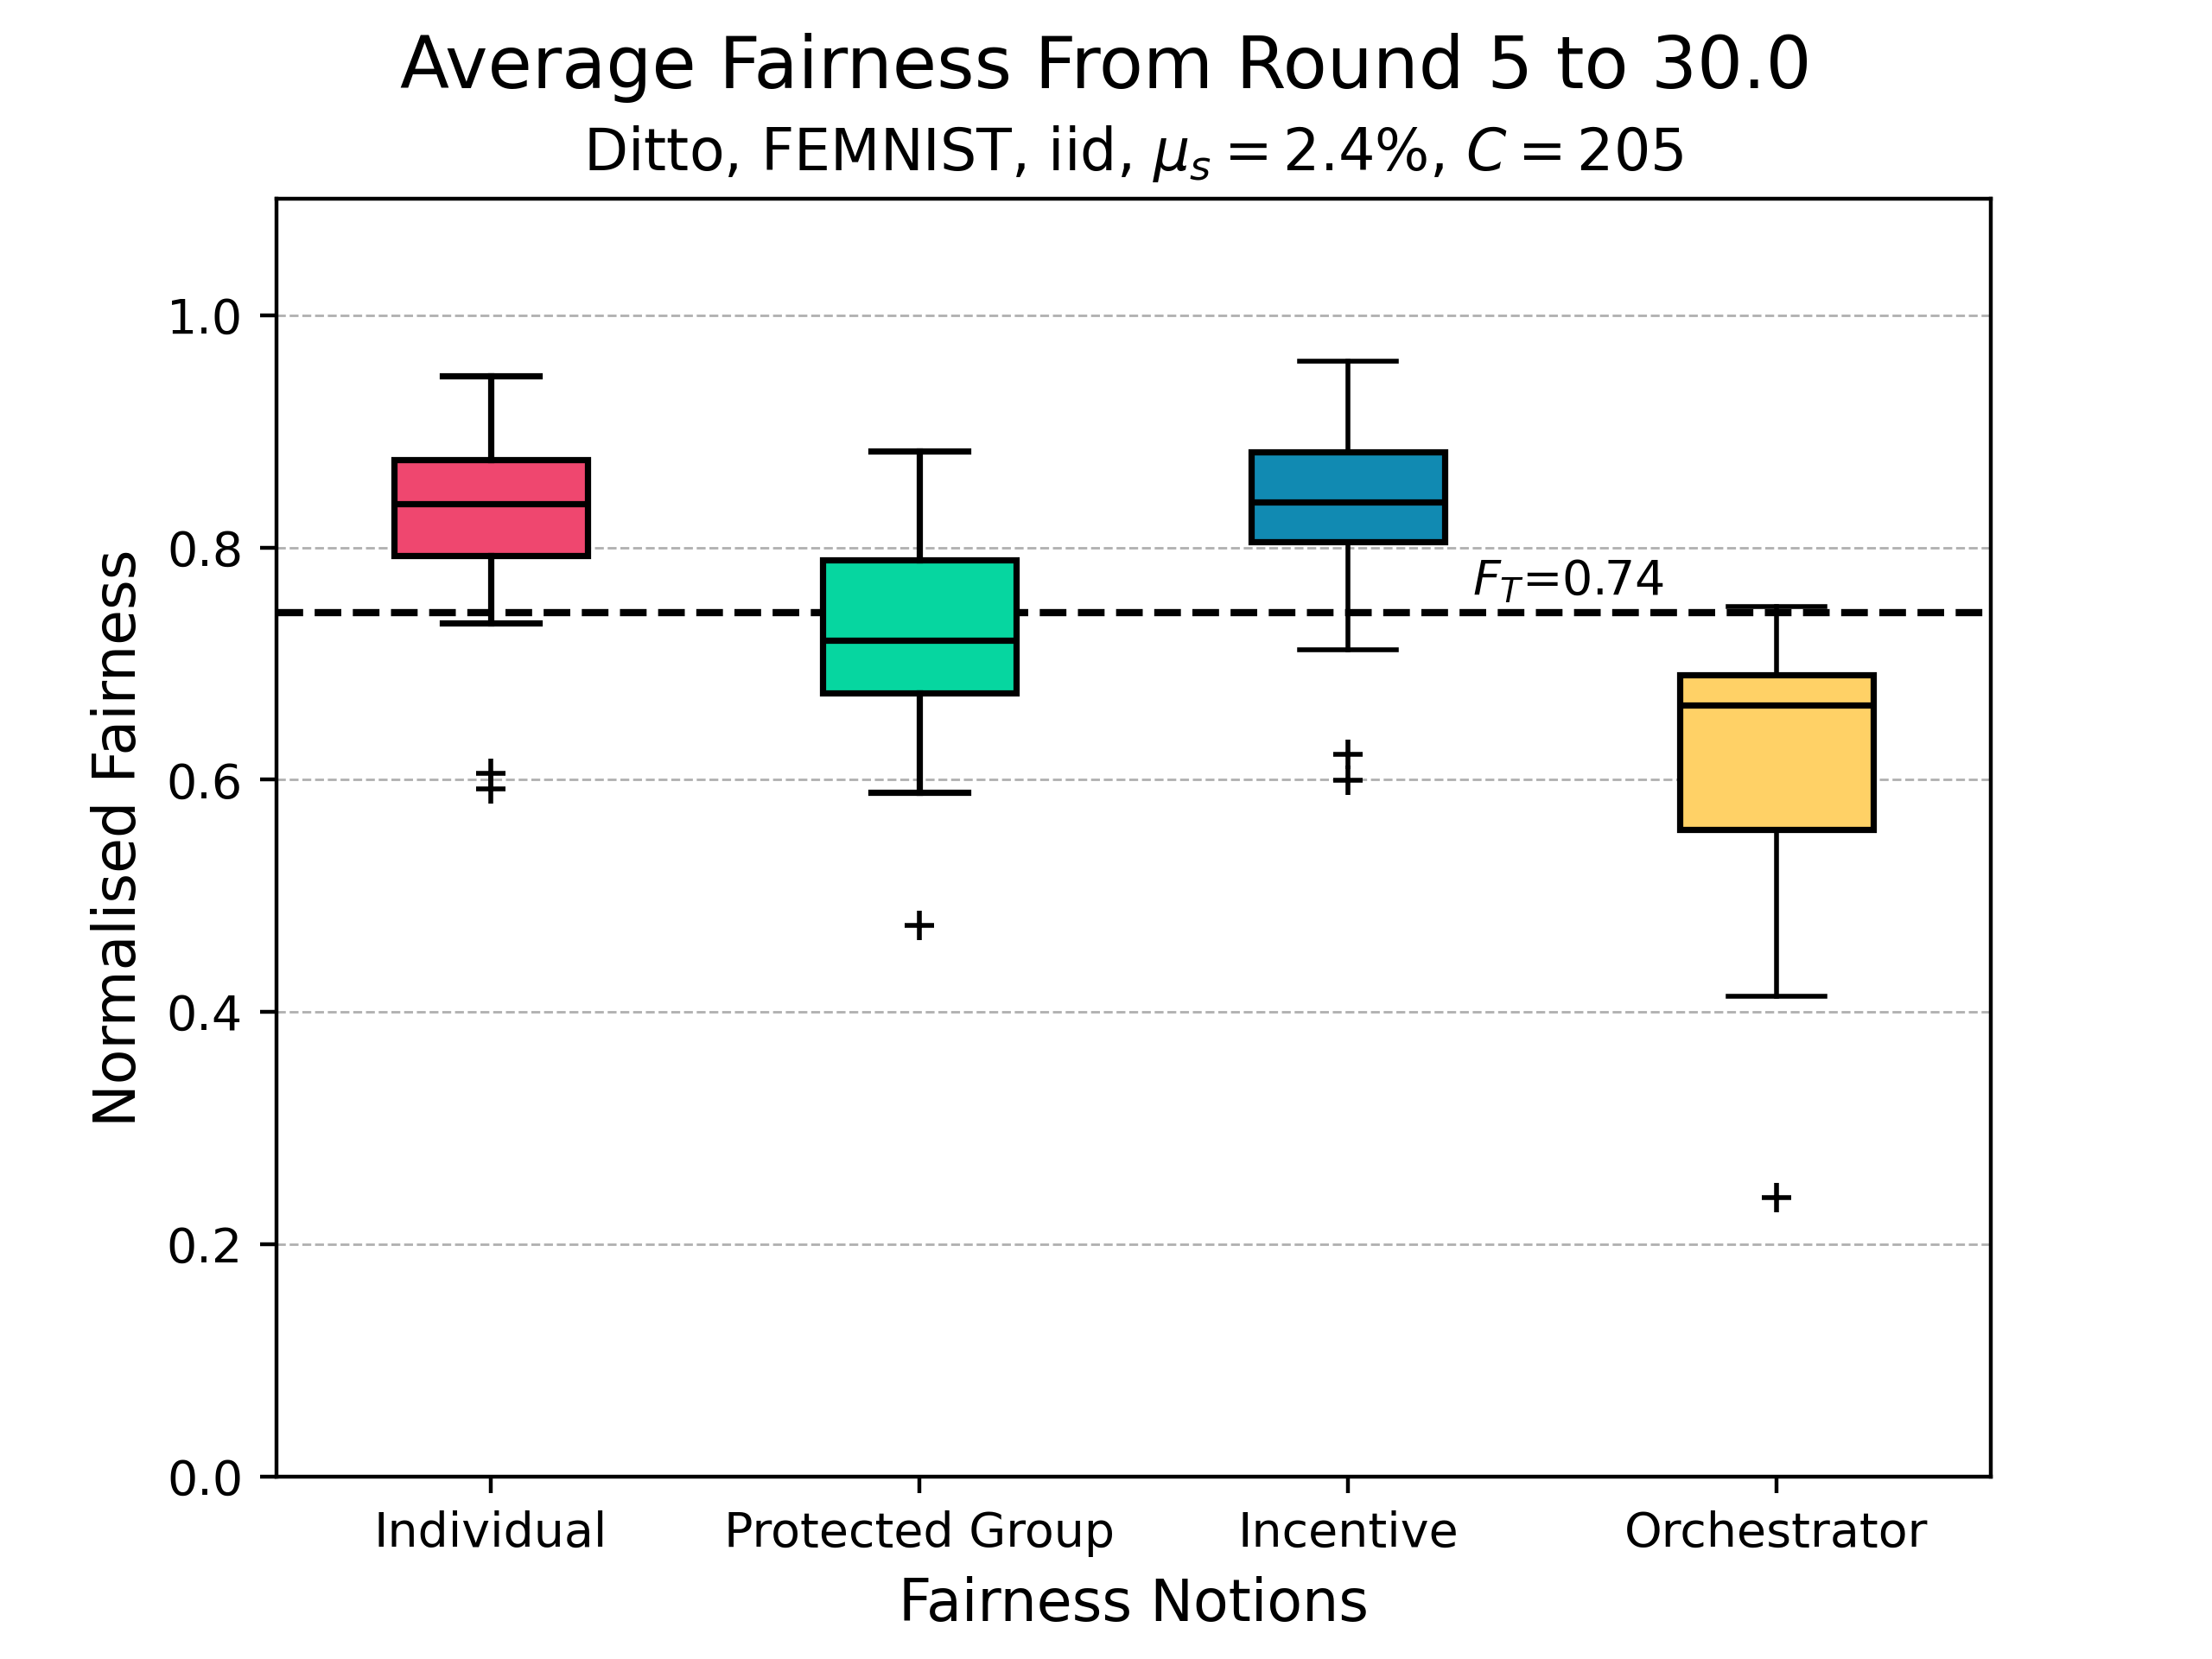 Average Fairness From Round 5 to 30.0
Ditto, FEMNIST, iid, μₛ = 2.4%, C = 205
Normalised Fairness
1.0
0.8
0.6
0.4
0.2
0.0
F_T=0.74
Individual
Protected Group
Incentive
Orchestrator
Fairness Notions